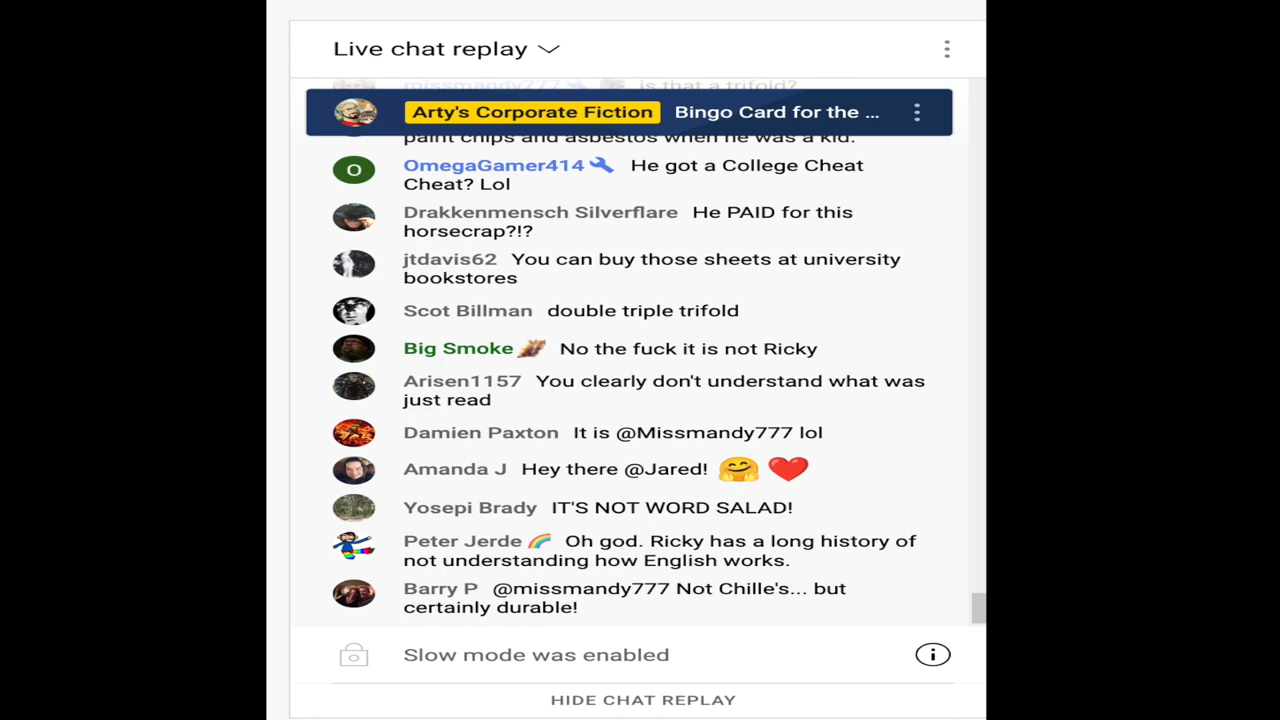 Live chat replay
missmandy777 is that a trifold?
Arty's Corporate Fiction Bingo Card for the ...
paint chips and asbestos when he was a kid.
O OmegaGamer414 He got a College Cheat
Cheat? Lol
Drakkenmensch Silverflare He PAID for this
horsecrap?!?
jtdavis62 You can buy those sheets at university
bookstores
Scot Billman double triple trifold
Big Smoke No the fuck it is not Ricky
Arisen1157 You clearly don't understand what was
just read
Damien Paxton It is @Missmandy777 lol
Amanda J Hey there @Jared! 🤗 ❤️
Yosepi Brady IT'S NOT WORD SALAD!
Peter Jerde 🌈 Oh god. Ricky has a long history of
not understanding how English works.
Barry P @missmandy777 Not Chille's... but
certainly durable!
Slow mode was enabled
HIDE CHAT REPLAY